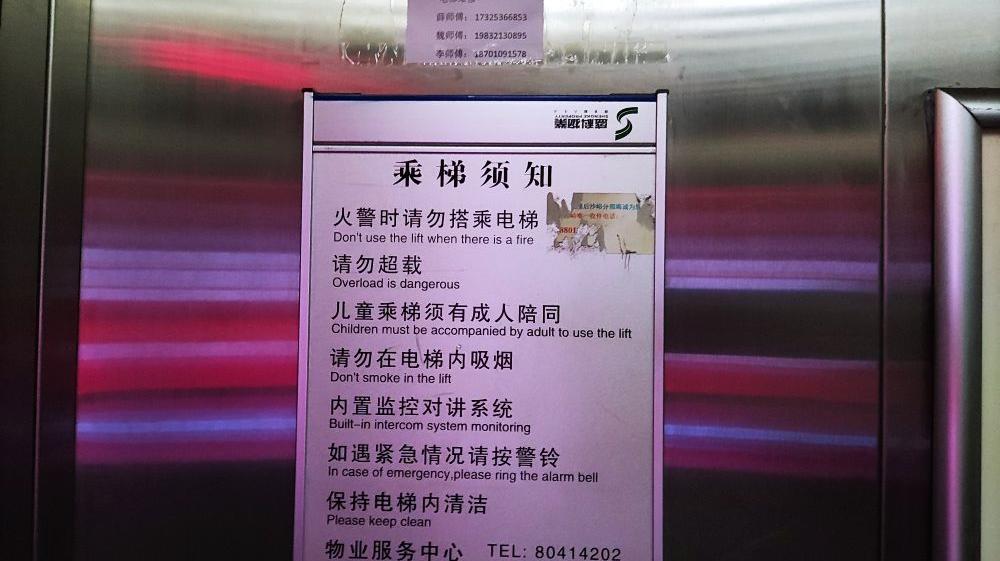 薛师傅：17325366853
魏师傅：19832130895
李师傅：18701091578
盛科物業
SHENGKE PROPERTY
乘梯须知
火警时请勿搭乘电梯
Don't use the lift when there is a fire
请勿超载
Overload is dangerous
儿童乘梯须有成人陪同
Children must be accompanied by adult to use the lift
请勿在电梯内吸烟
Don't smoke in the lift
内置监控对讲系统
Built-in intercom system monitoring
如遇紧急情况请按警铃
In case of emergency,please ring the alarm bell
保持电梯内清洁
Please keep clean
物业服务中心 TEL: 80414202